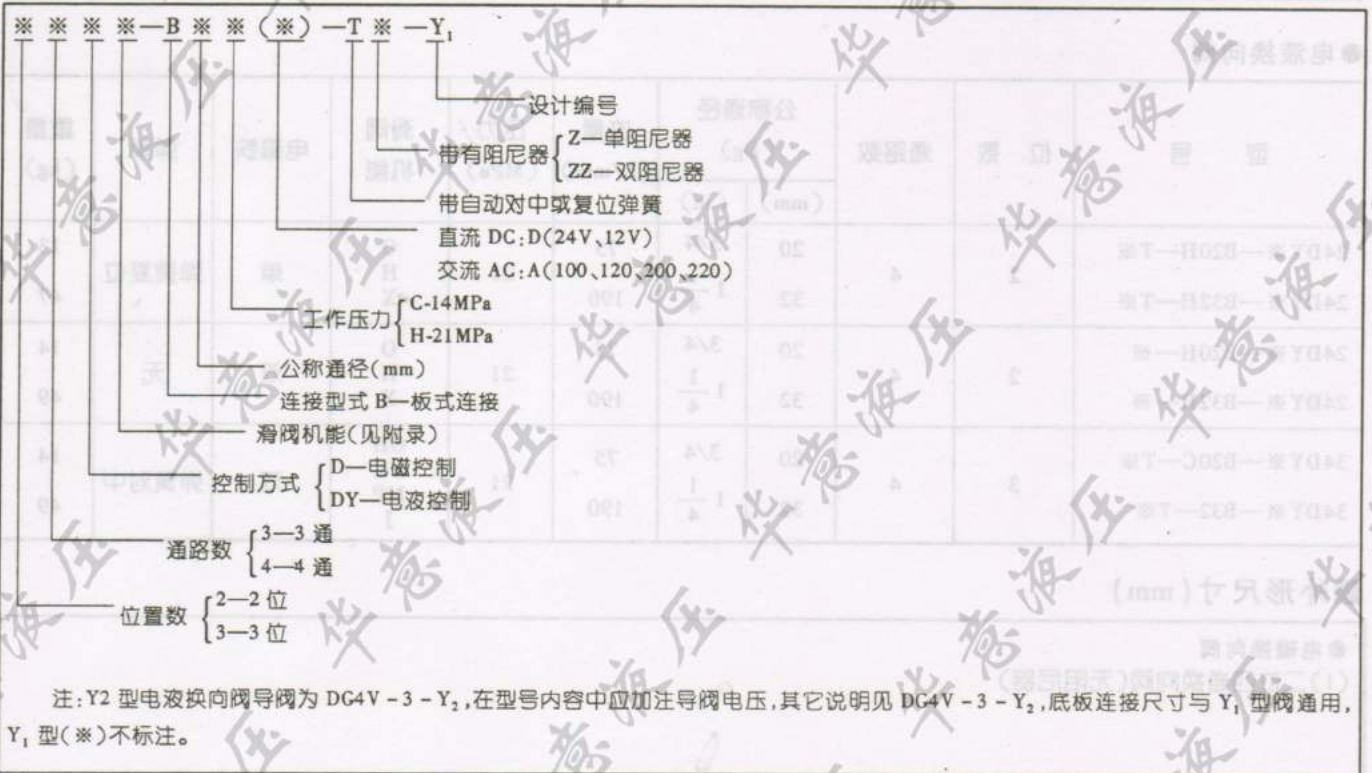 ※ ※ ※ ※—B ※ ※ (※) —T ※ —Y₁
设计编号
带有阻尼器 { Z—单阻尼器
ZZ—双阻尼器
带自动对中或复位弹簧
直流 DC:D(24V、12V)
交流 AC:A(100、120、200、220)
工作压力 { C-14MPa
H-21MPa
公称通径(mm)
连接型式 B—板式连接
滑阀机能(见附录)
控制方式 { D—电磁控制
DY—电液控制
通路数 { 3—3 通
4—4 通
位置数 { 2—2 位
3—3 位
注:Y2 型电液换向阀导阀为 DG4V－3－Y₂,在型号内容中应加注导阀电压,其它说明见 DG4V－3－Y₂,底板连接尺寸与 Y₁ 型阀通用,
Y₁ 型(※)不标注。
华意液压